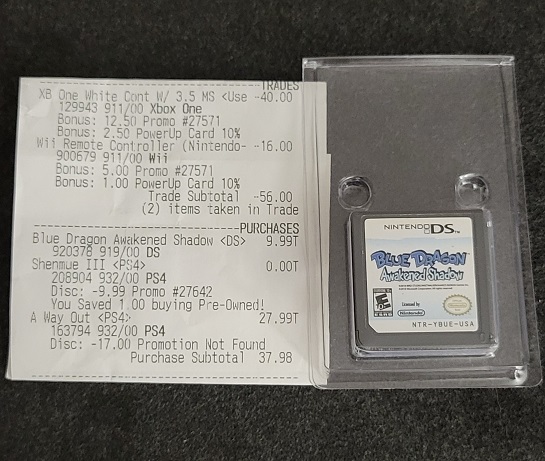 TRADES
XB One White Cont W/ 3.5 MS <Use -40.00
129943 911/00 Xbox One
Bonus: 12.50 Promo #27571
Bonus: 2.50 PowerUp Card 10%
Wii Remote Controller (Nintendo- -16.00
900679 911/00 Wii
Bonus: 5.00 Promo #27571
Bonus: 1.00 PowerUp Card 10%
Trade Subtotal -56.00
(2) items taken in Trade
PURCHASES
Blue Dragon Awakened Shadow <DS> 9.99T
920378 919/00 DS
Shenmue III <PS4> 0.00T
208904 932/00 PS4
Disc: -9.99 Promo #27642
You Saved 1.00 buying Pre-Owned!
A Way Out <PS4> 27.99T
163794 932/00 PS4
Disc: -17.00 Promotion Not Found
Purchase Subtotal 37.98
NINTENDO DS™
BLUE DRAGON
Awakened Shadow
E
Licensed by
Nintendo
NTR-YBUE-USA